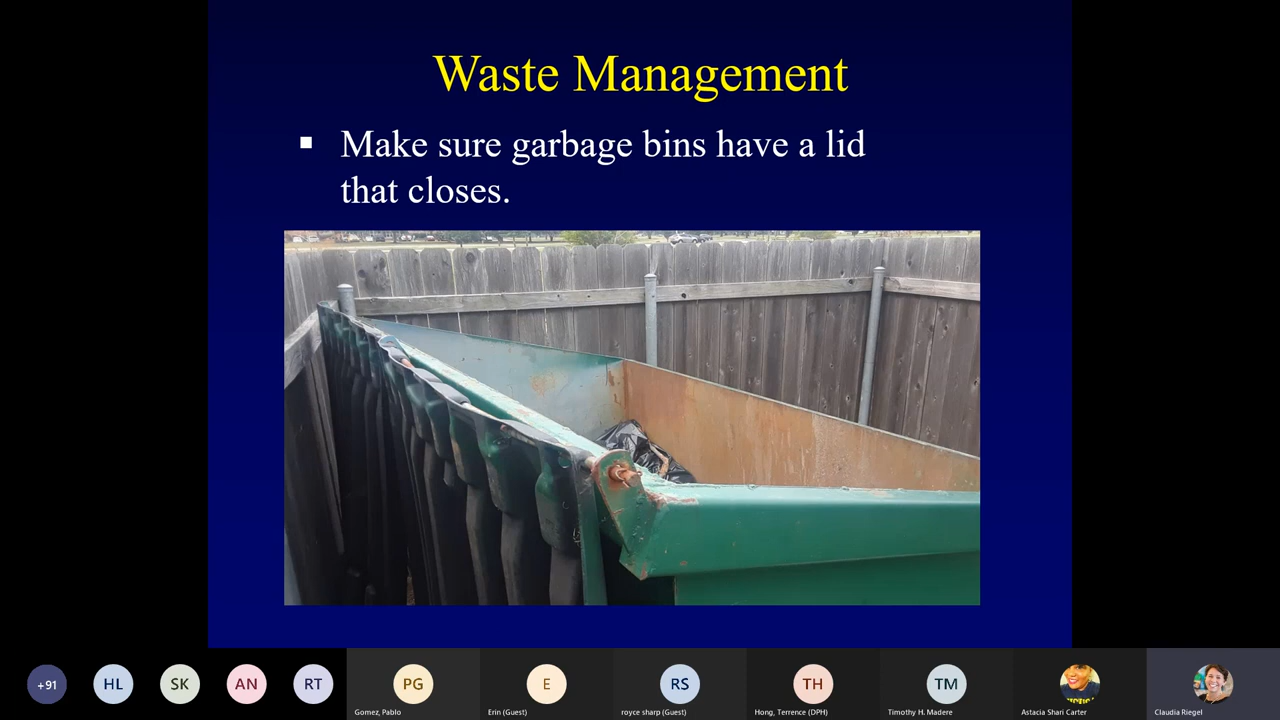 Waste Management
▪ Make sure garbage bins have a lid
that closes.
+91
HL
SK
AN
RT
PG
E
RS
TH
TM
Gomez, Pablo
Erin (Guest)
royce sharp (Guest)
Hong, Terrence (DPH)
Timothy H. Madere
Astacia Shari Carter
Claudia Riegel